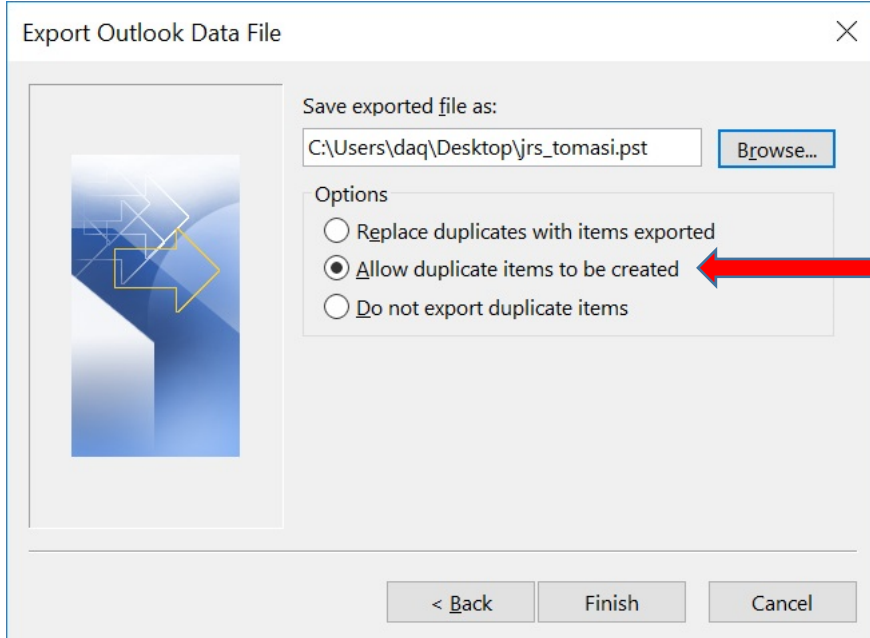 Export Outlook Data File
Save exported file as:
C:\Users\daq\Desktop\jrs_tomasi.pst
Browse...
Options
Replace duplicates with items exported
Allow duplicate items to be created
Do not export duplicate items
< Back
Finish
Cancel